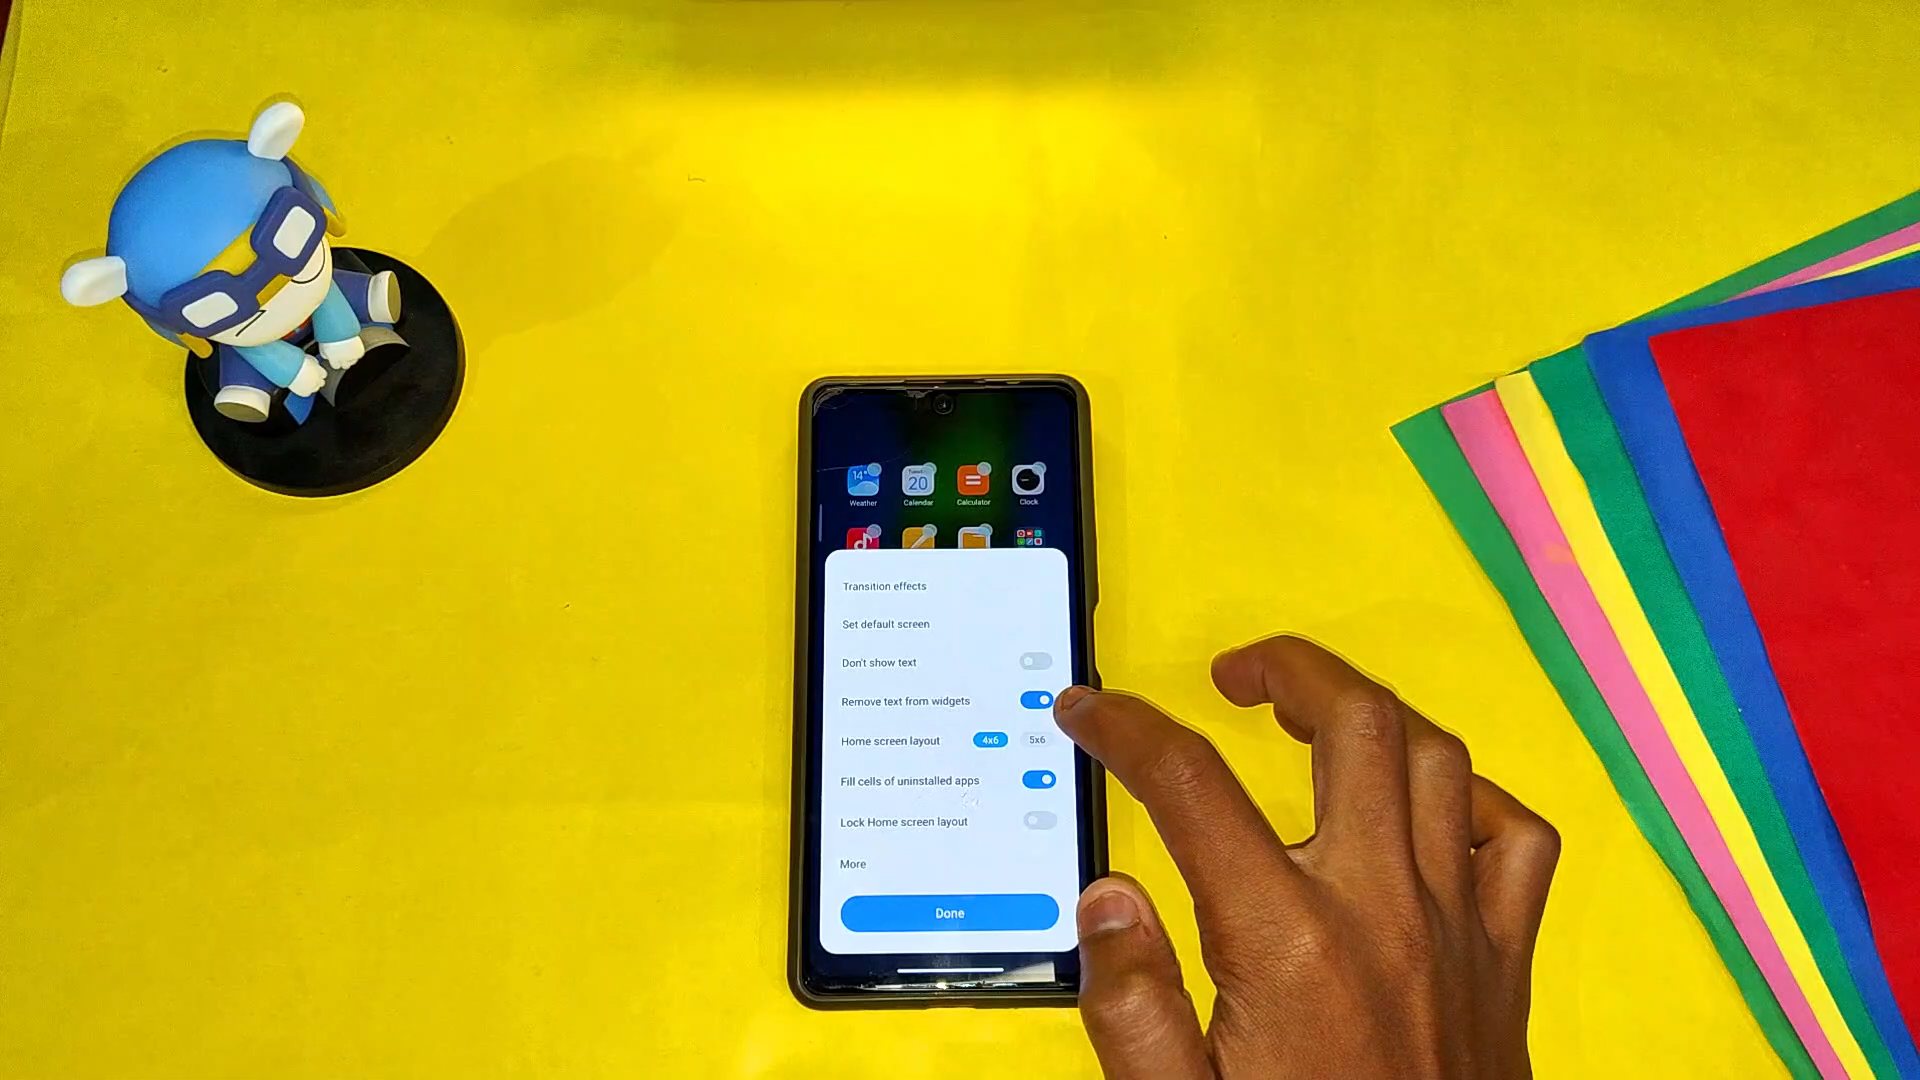 14°
20
Weather
Calendar
Calculator
Clock
Transition effects
Set default screen
Don't show text
Remove text from widgets
Home screen layout 4x6 5x6
Fill cells of uninstalled apps
Lock Home screen layout
More
Done